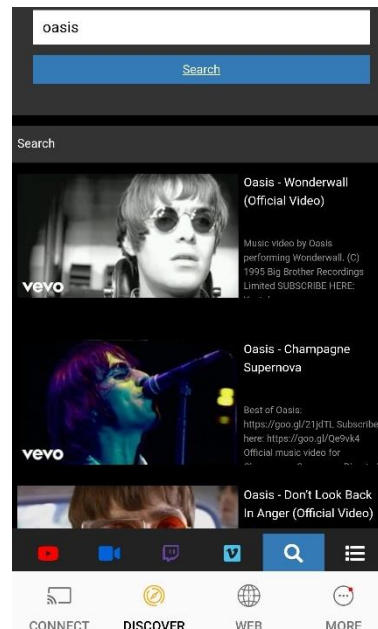 oasis
Search
Search
Oasis - Wonderwall
(Official Video)
Music video by Oasis
performing Wonderwall. (C)
1995 Big Brother Recordings
Limited SUBSCRIBE HERE:
vevo
Oasis - Champagne
Supernova
Best of Oasis:
https://goo.gl/21jdTL Subscribe
here: https://goo.gl/Qe9vk4
Official music video for
vevo
Oasis - Don't Look Back
In Anger (Official Video)
CONNECT DISCOVER WEB MORE